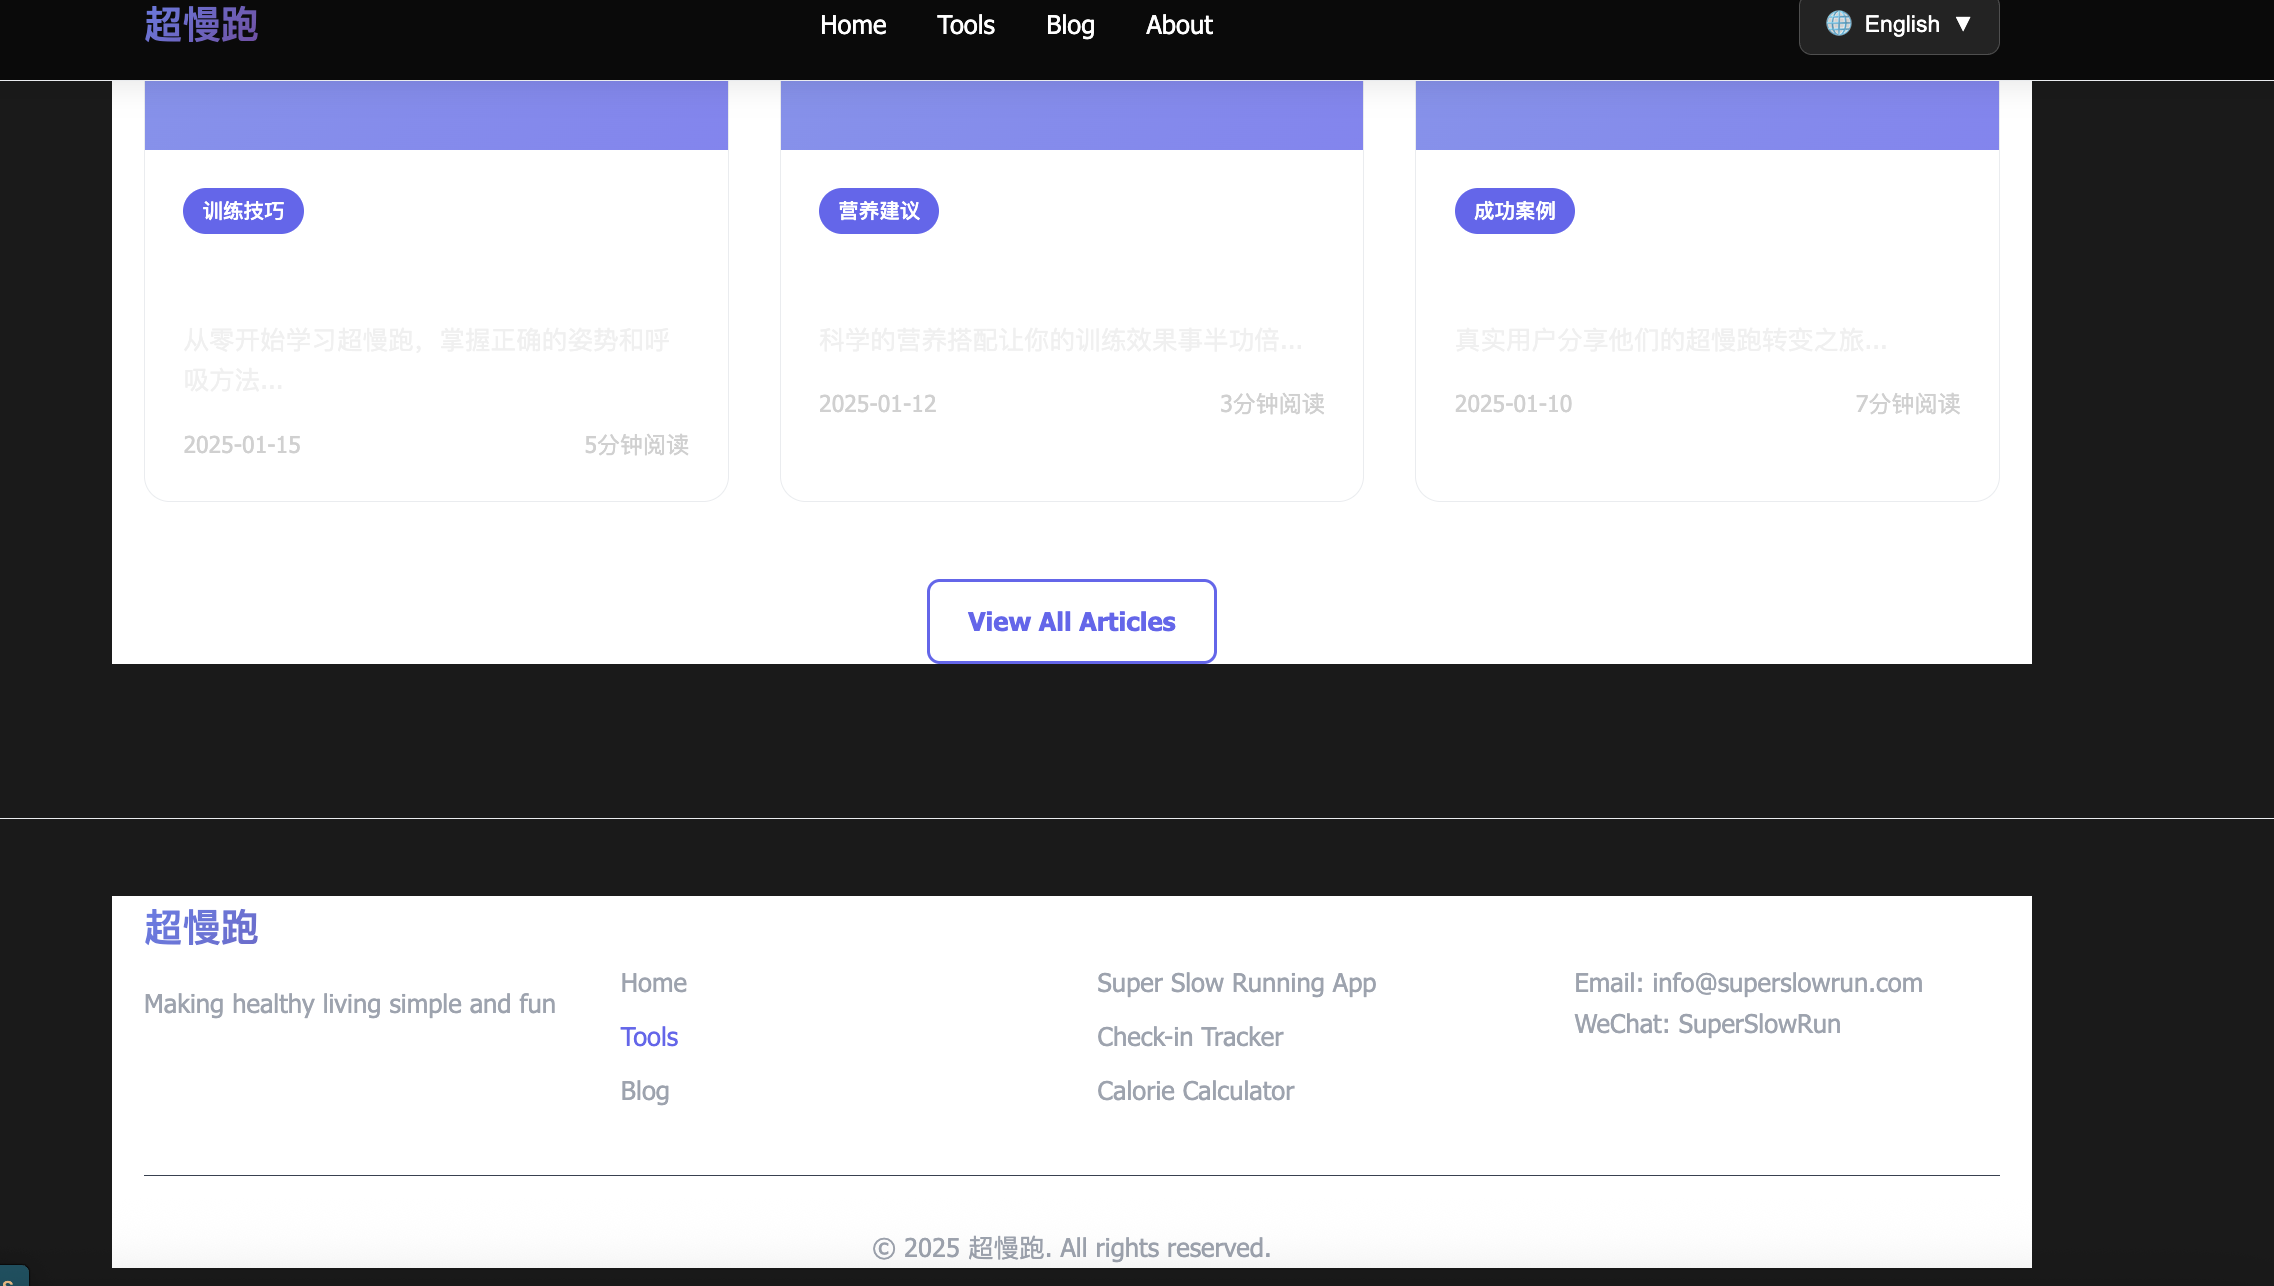 超慢跑
Home
Tools
Blog
About
🌐 English ▼
训练技巧
从零开始学习超慢跑，掌握正确的姿势和呼
吸方法...
2025-01-15
5分钟阅读
营养建议
科学的营养搭配让你的训练效果事半功倍...
2025-01-12
3分钟阅读
成功案例
真实用户分享他们的超慢跑转变之旅...
2025-01-10
7分钟阅读
View All Articles
超慢跑
Making healthy living simple and fun
Home
Tools
Blog
Super Slow Running App
Check-in Tracker
Calorie Calculator
Email: info@superslowrun.com
WeChat: SuperSlowRun
© 2025 超慢跑. All rights reserved.